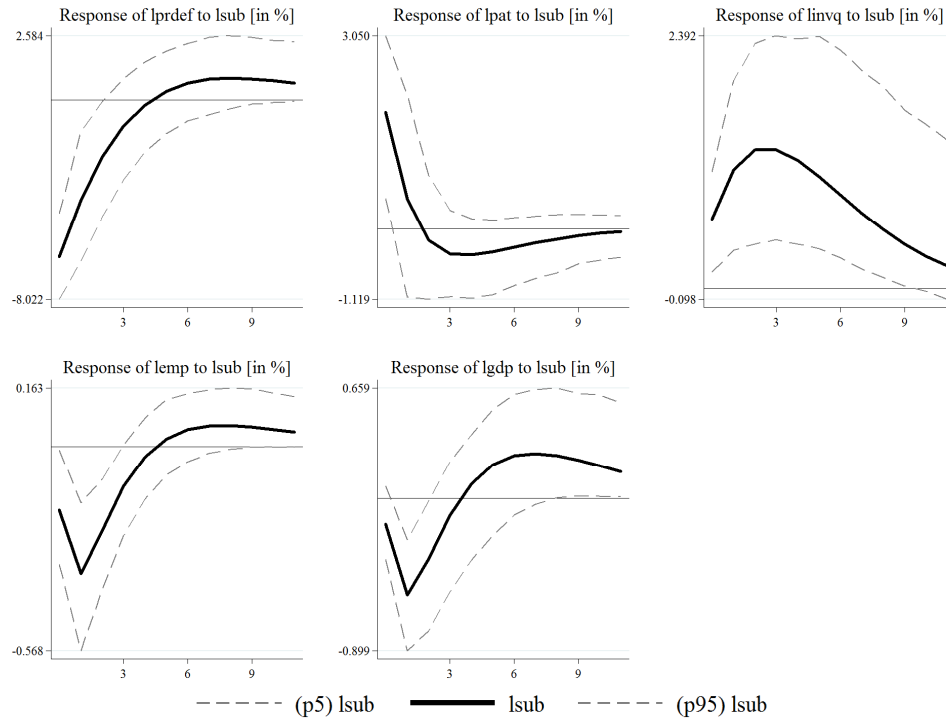 Response of lprdef to lsub [in %]
2.584
-8.022
3 6 9
Response of lpat to lsub [in %]
3.050
-1.119
3 6 9
Response of linvq to lsub [in %]
2.392
-0.098
3 6 9
Response of lemp to lsub [in %]
0.163
-0.568
3 6 9
Response of lgdp to lsub [in %]
0.659
-0.899
3 6 9
(p5) lsub lsub (p95) lsub